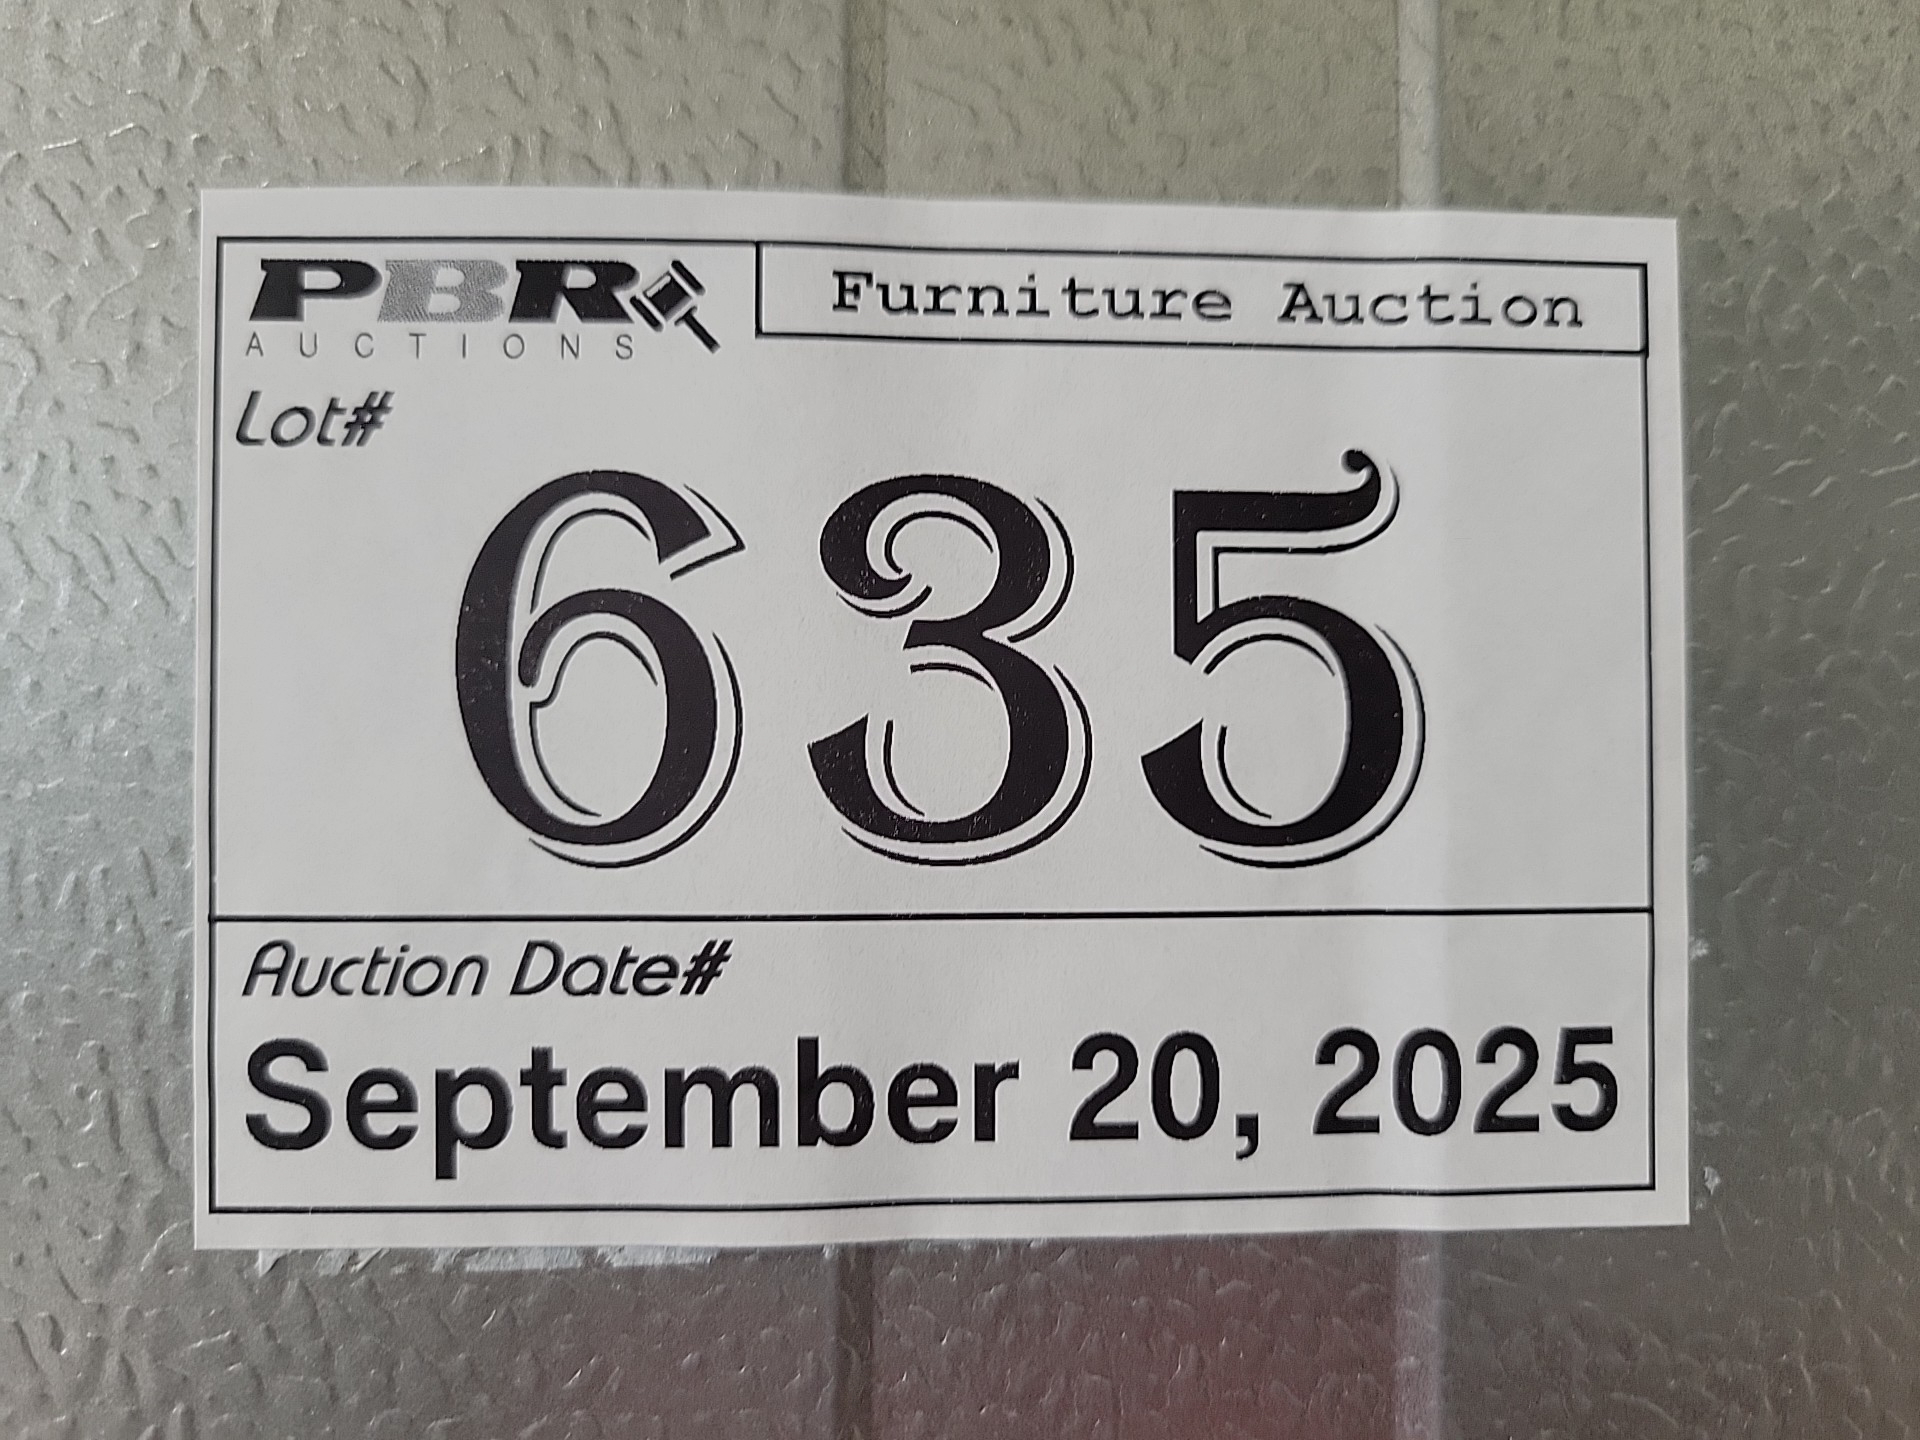 PBR
AUCTIONS
Furniture Auction
Lot#
635
Auction Date#
September 20, 2025